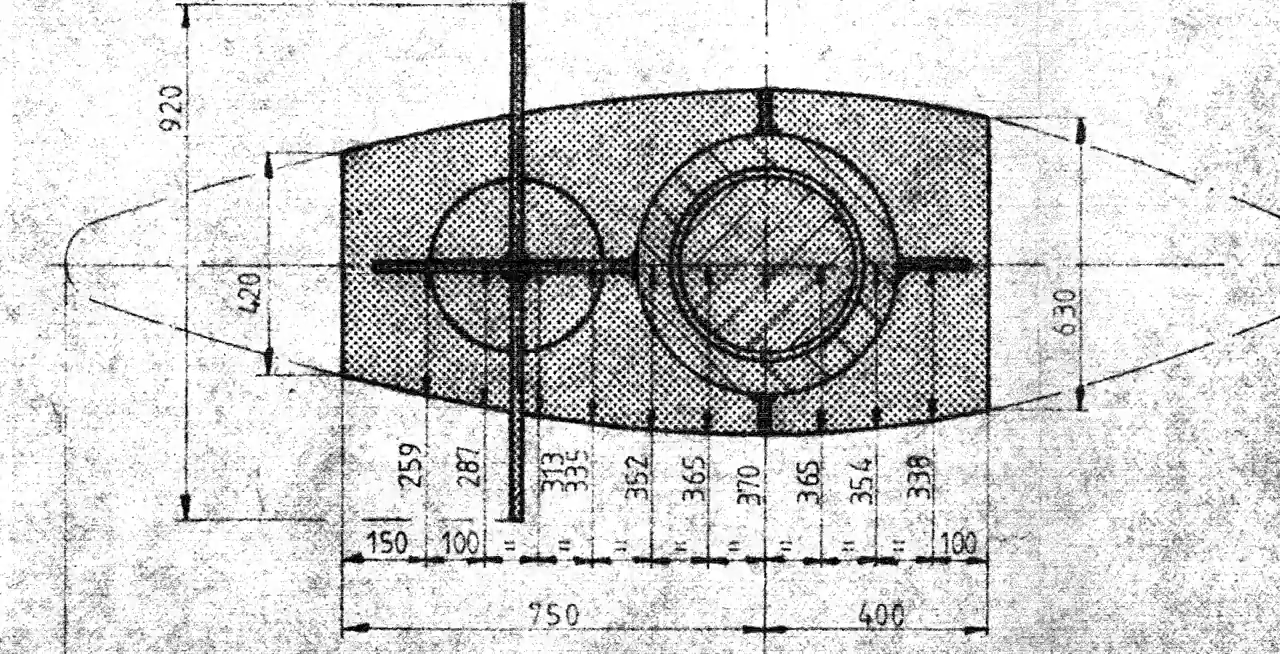 920
420
630
259 287 313 335 352 365 370 365 354 338
150 100 = = = = = = = = 100
750 400